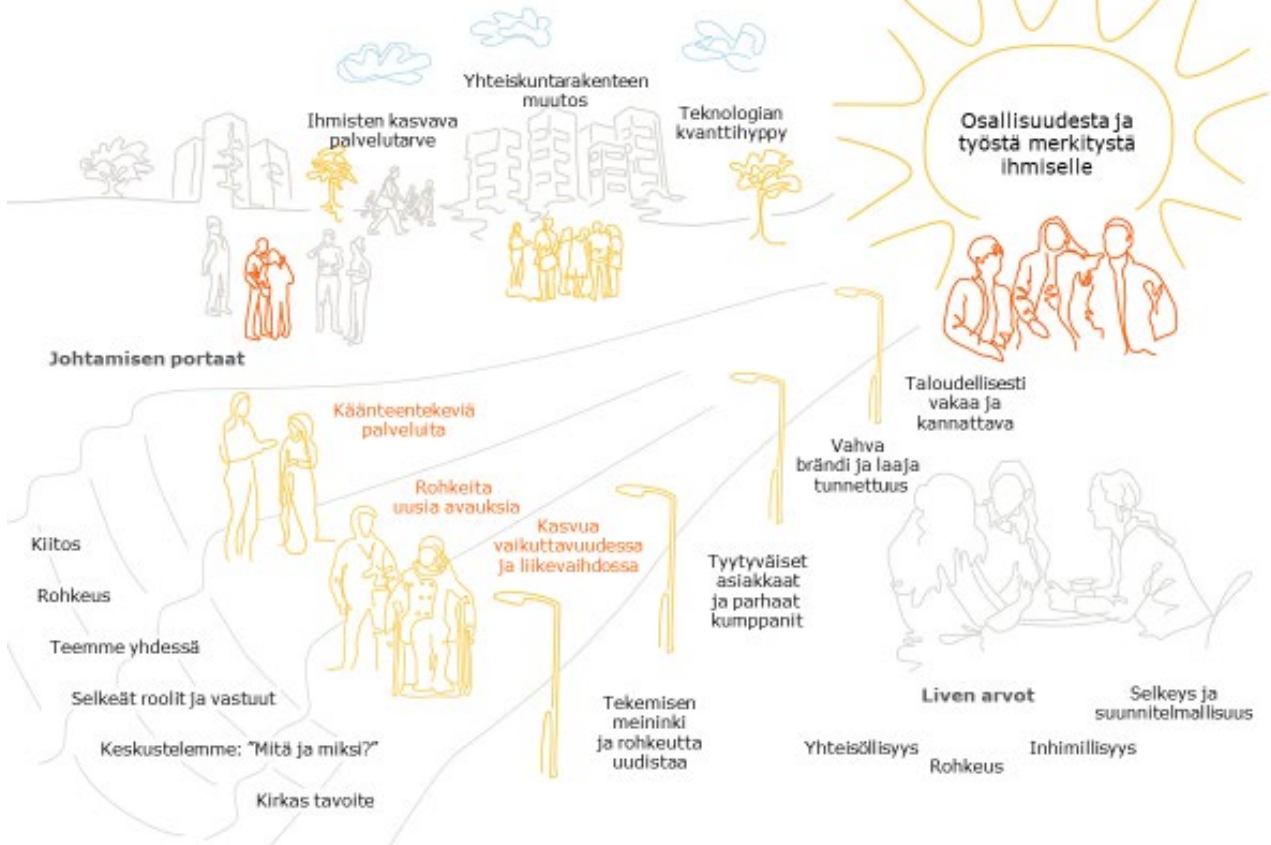 Ihmisten kasvava
palvelutarve
Yhteiskuntarakenteen
muutos
Teknologian
kvanttihyppy
Osallisuudesta ja
työstä merkitystä
ihmiselle
Johtamisen portaat
Käänteentekeviä
palveluita
Rohkeita
uusia avauksia
Kasvua
vaikuttavuudessa
ja liikevaihdossa
Taloudellisesti
vakaa ja
kannattava
Vahva
brändi ja laaja
tunnettuus
Tyytyväiset
asiakkaat
ja parhaat
kumppanit
Tekemisen
meininki
ja rohkeutta
uudistaa
Kiitos
Rohkeus
Teemme yhdessä
Selkeät roolit ja vastuut
Keskustelemme: ”Mitä ja miksi?”
Kirkas tavoite
Liven arvot
Yhteisöllisyys
Rohkeus
Inhimillisyys
Selkeys ja
suunnitelmallisuus